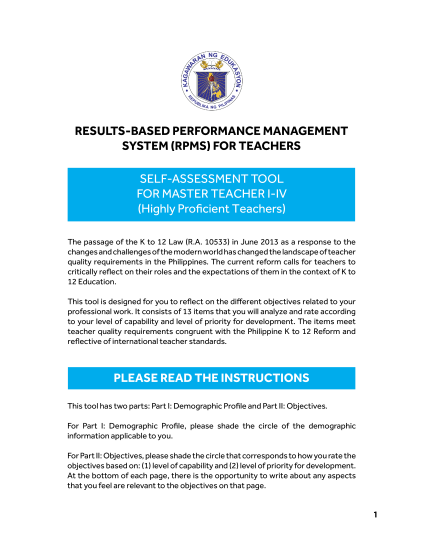 KAGAWARAN NG EDUKASYON
REPUBLIKA NG PILIPINAS
RESULTS-BASED PERFORMANCE MANAGEMENT
SYSTEM (RPMS) FOR TEACHERS
SELF-ASSESSMENT TOOL
FOR MASTER TEACHER I-IV
(Highly Proficient Teachers)
The passage of the K to 12 Law (R.A. 10533) in June 2013 as a response to the
changes and challenges of the modern world has changed the landscape of teacher
quality requirements in the Philippines. The current reform calls for teachers to
critically reflect on their roles and the expectations of them in the context of K to
12 Education.
This tool is designed for you to reflect on the different objectives related to your
professional work. It consists of 13 items that you will analyze and rate according
to your level of capability and level of priority for development. The items meet
teacher quality requirements congruent with the Philippine K to 12 Reform and
reflective of international teacher standards.
PLEASE READ THE INSTRUCTIONS
This tool has two parts: Part I: Demographic Profile and Part II: Objectives.
For Part I: Demographic Profile, please shade the circle of the demographic
information applicable to you.
For Part II: Objectives, please shade the circle that corresponds to how you rate the
objectives based on: (1) level of capability and (2) level of priority for development.
At the bottom of each page, there is the opportunity to write about any aspects
that you feel are relevant to the objectives on that page.
1